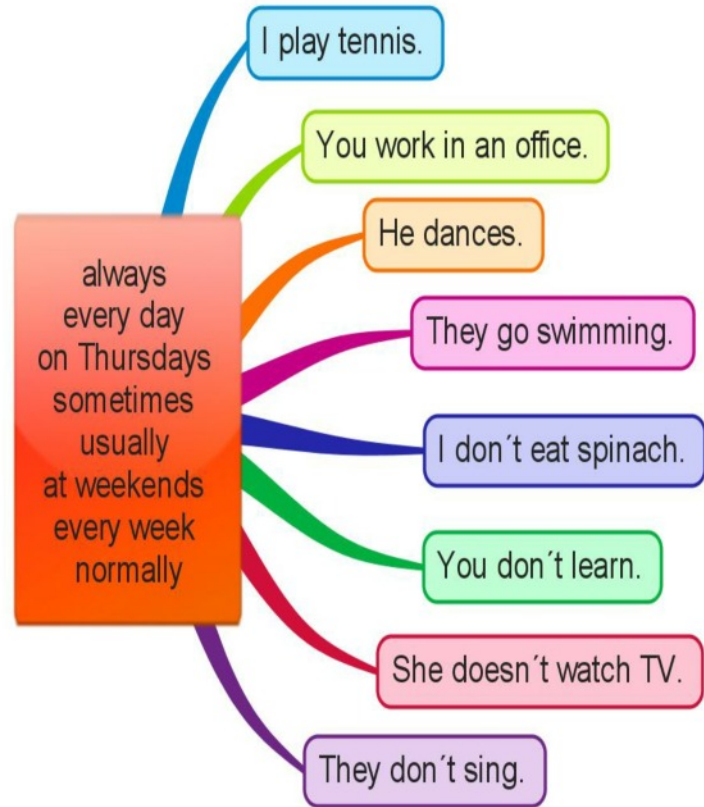 I play tennis.
You work in an office.
He dances.
They go swimming.
I don´t eat spinach.
You don´t learn.
She doesn´t watch TV.
They don´t sing.
always
every day
on Thursdays
sometimes
usually
at weekends
every week
normally